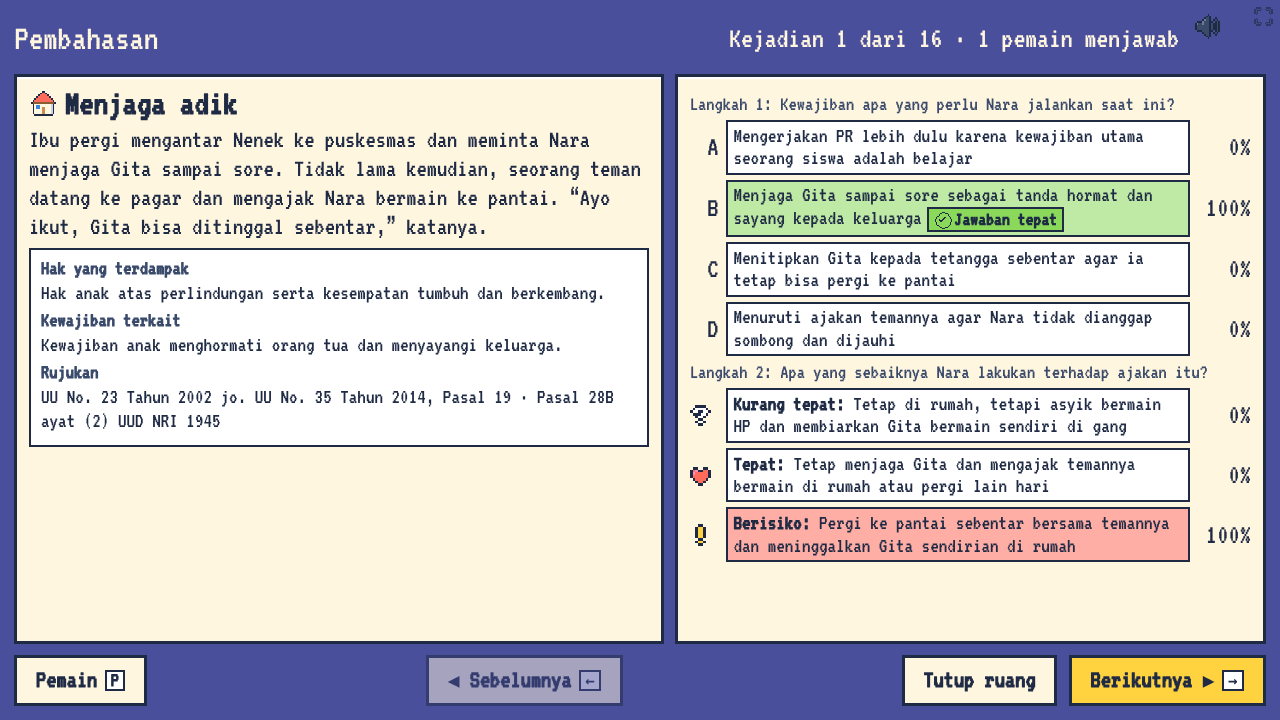 Pembahasan
Kejadian 1 dari 16 · 1 pemain menjawab
Menjaga adik
Ibu pergi mengantar Nenek ke puskesmas dan meminta Nara
menjaga Gita sampai sore. Tidak lama kemudian, seorang teman
datang ke pagar dan mengajak Nara bermain ke pantai. “Ayo
ikut, Gita bisa ditinggal sebentar,” katanya.
Hak yang terdampak
Hak anak atas perlindungan serta kesempatan tumbuh dan berkembang.
Kewajiban terkait
Kewajiban anak menghormati orang tua dan menyayangi keluarga.
Rujukan
UU No. 23 Tahun 2002 jo. UU No. 35 Tahun 2014, Pasal 19 · Pasal 28B
ayat (2) UUD NRI 1945
Langkah 1: Kewajiban apa yang perlu Nara jalankan saat ini?
A Mengerjakan PR lebih dulu karena kewajiban utama
seorang siswa adalah belajar 0%
B Menjaga Gita sampai sore sebagai tanda hormat dan
sayang kepada keluarga Jawaban tepat 100%
C Menitipkan Gita kepada tetangga sebentar agar ia
tetap bisa pergi ke pantai 0%
D Menuruti ajakan temannya agar Nara tidak dianggap
sombong dan dijauhi 0%
Langkah 2: Apa yang sebaiknya Nara lakukan terhadap ajakan itu?
Kurang tepat: Tetap di rumah, tetapi asyik bermain
HP dan membiarkan Gita bermain sendiri di gang 0%
Tepat: Tetap menjaga Gita dan mengajak temannya
bermain di rumah atau pergi lain hari 0%
Berisiko: Pergi ke pantai sebentar bersama temannya
dan meninggalkan Gita sendirian di rumah 100%
Pemain P
◀ Sebelumnya ←
Tutup ruang
Berikutnya ▶ →